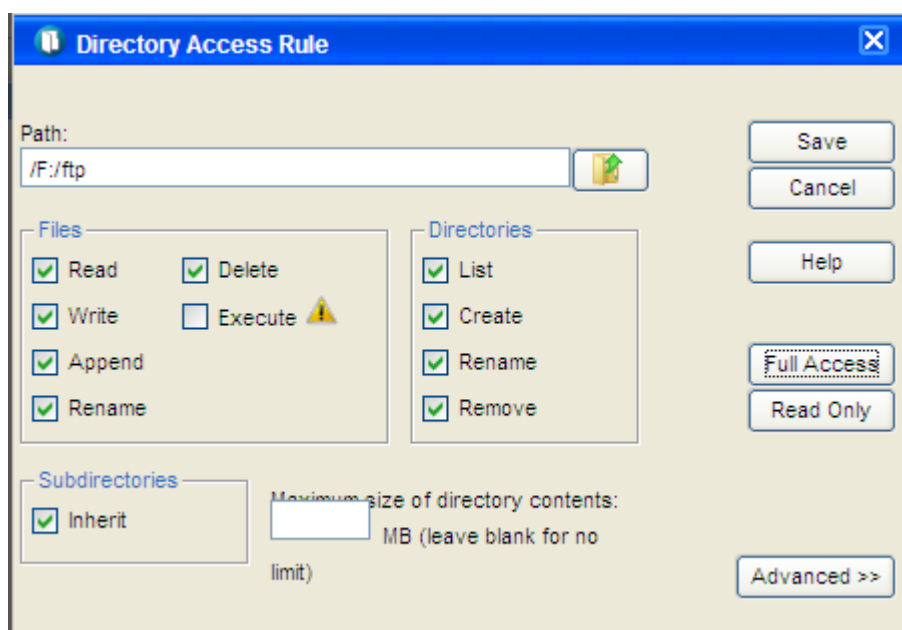 Directory Access Rule
Path:
/F:/ftp
Save
Cancel
Help
Full Access
Read Only
Files
Read
Delete
Write
Execute
Append
Rename
Directories
List
Create
Rename
Remove
Subdirectories
Inherit
Maximum size of directory contents:
MB (leave blank for no
limit)
Advanced >>